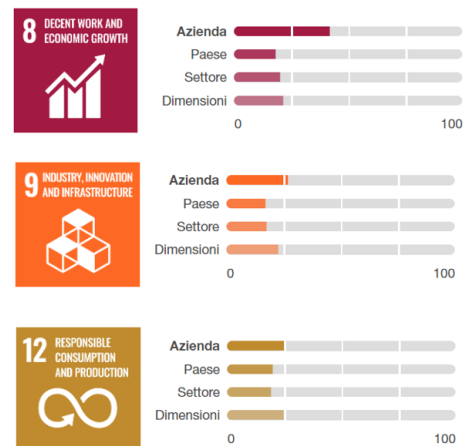 8 DECENT WORK AND
ECONOMIC GROWTH
Azienda
Paese
Settore
Dimensioni
0 100
9 INDUSTRY, INNOVATION
AND INFRASTRUCTURE
Azienda
Paese
Settore
Dimensioni
0 100
12 RESPONSIBLE
CONSUMPTION
AND PRODUCTION
Azienda
Paese
Settore
Dimensioni
0 100